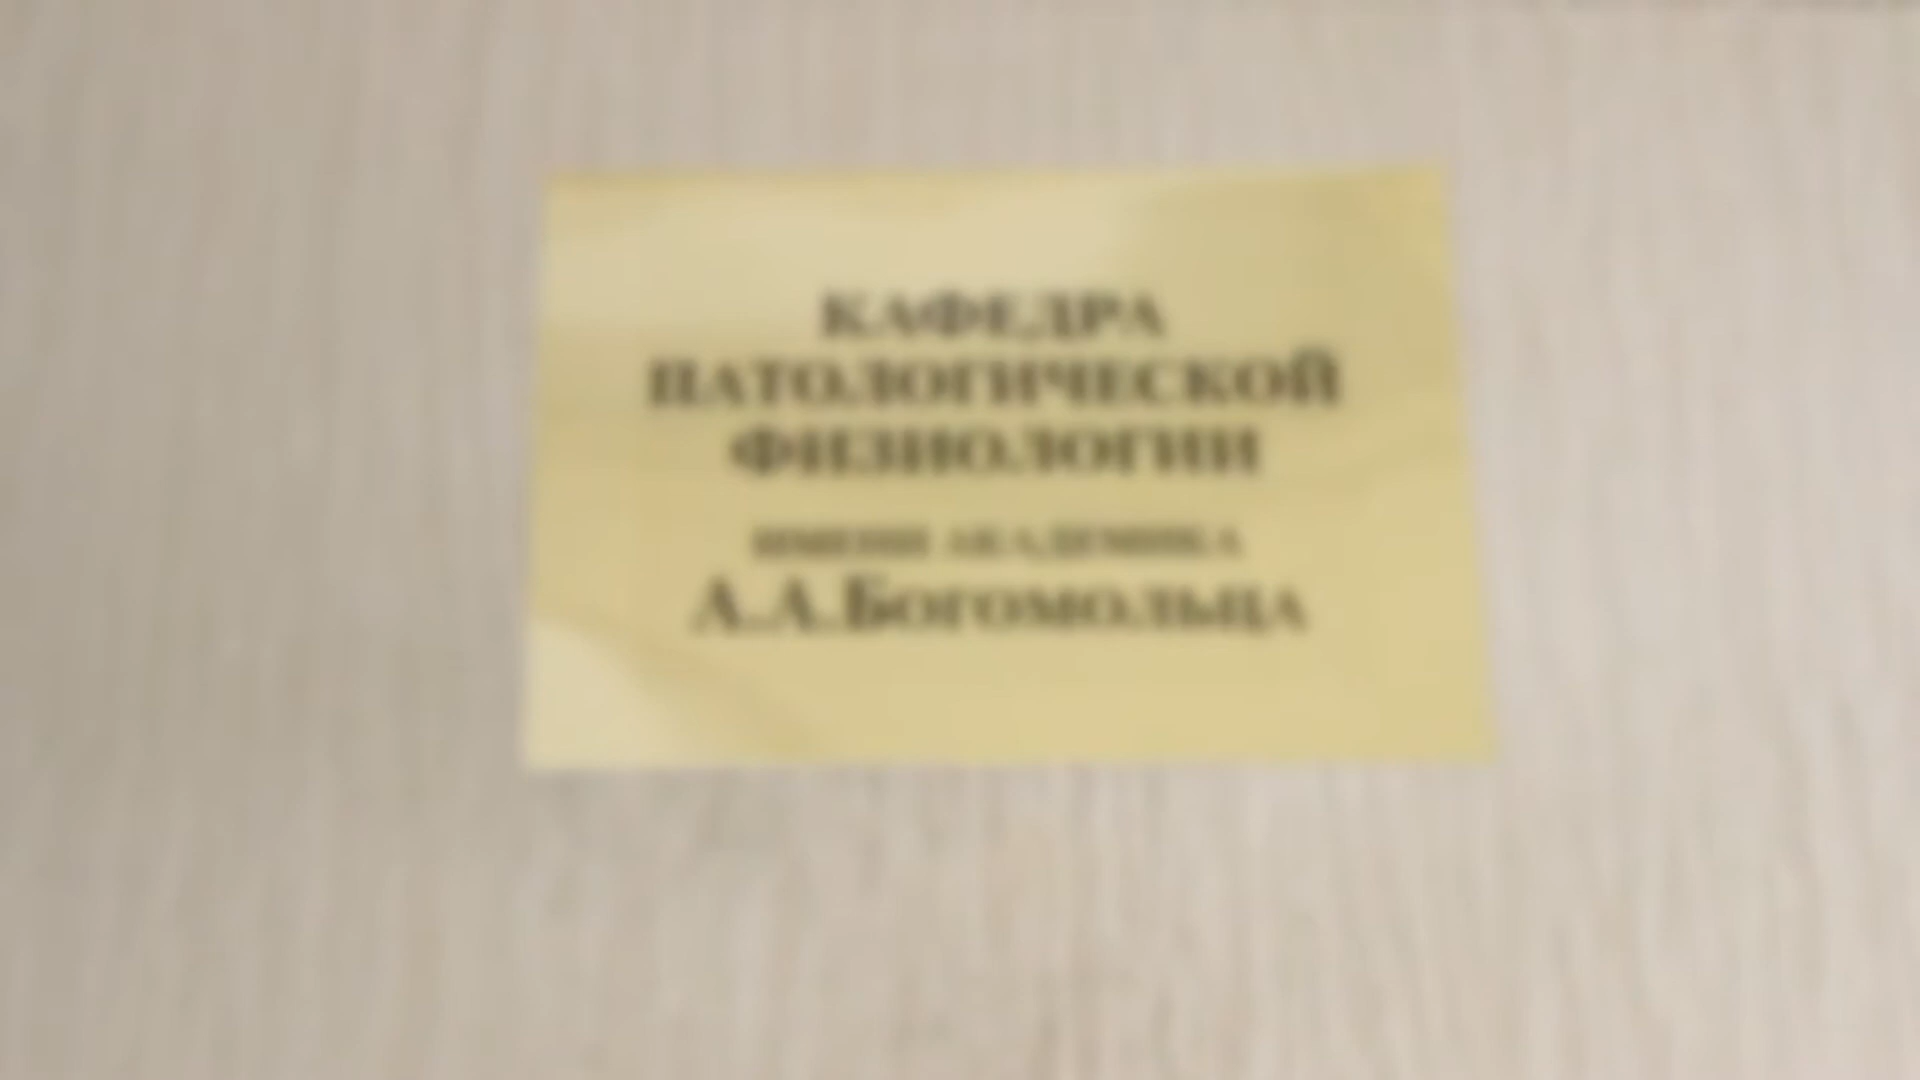 КАФЕДРА
ПАТОЛОГИЧЕСКОЙ
ФИЗИОЛОГИИ
ИМЕНИ АКАДЕМИКА
А.А.БОГОМОЛЬЦА